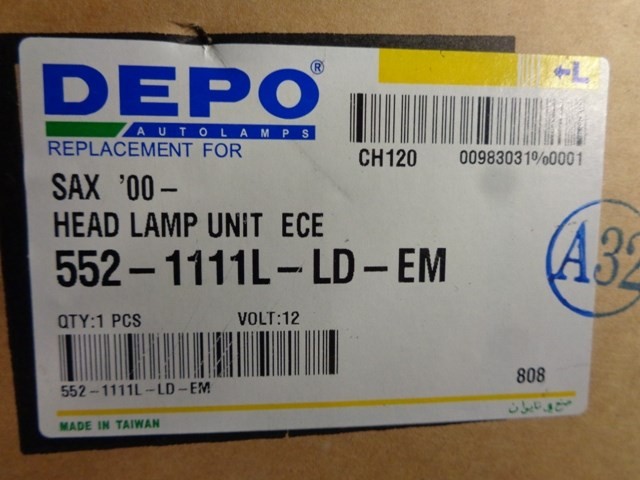 DEPO®
AUTOLAMPS
REPLACEMENT FOR
←L
CH120 00983031%0001
SAX '00-
HEAD LAMP UNIT ECE
552-1111L-LD-EM
A32
QTY:1 PCS VOLT:12
552-1111L-LD-EM
808
MADE IN TAIWAN
صنع في تايوان